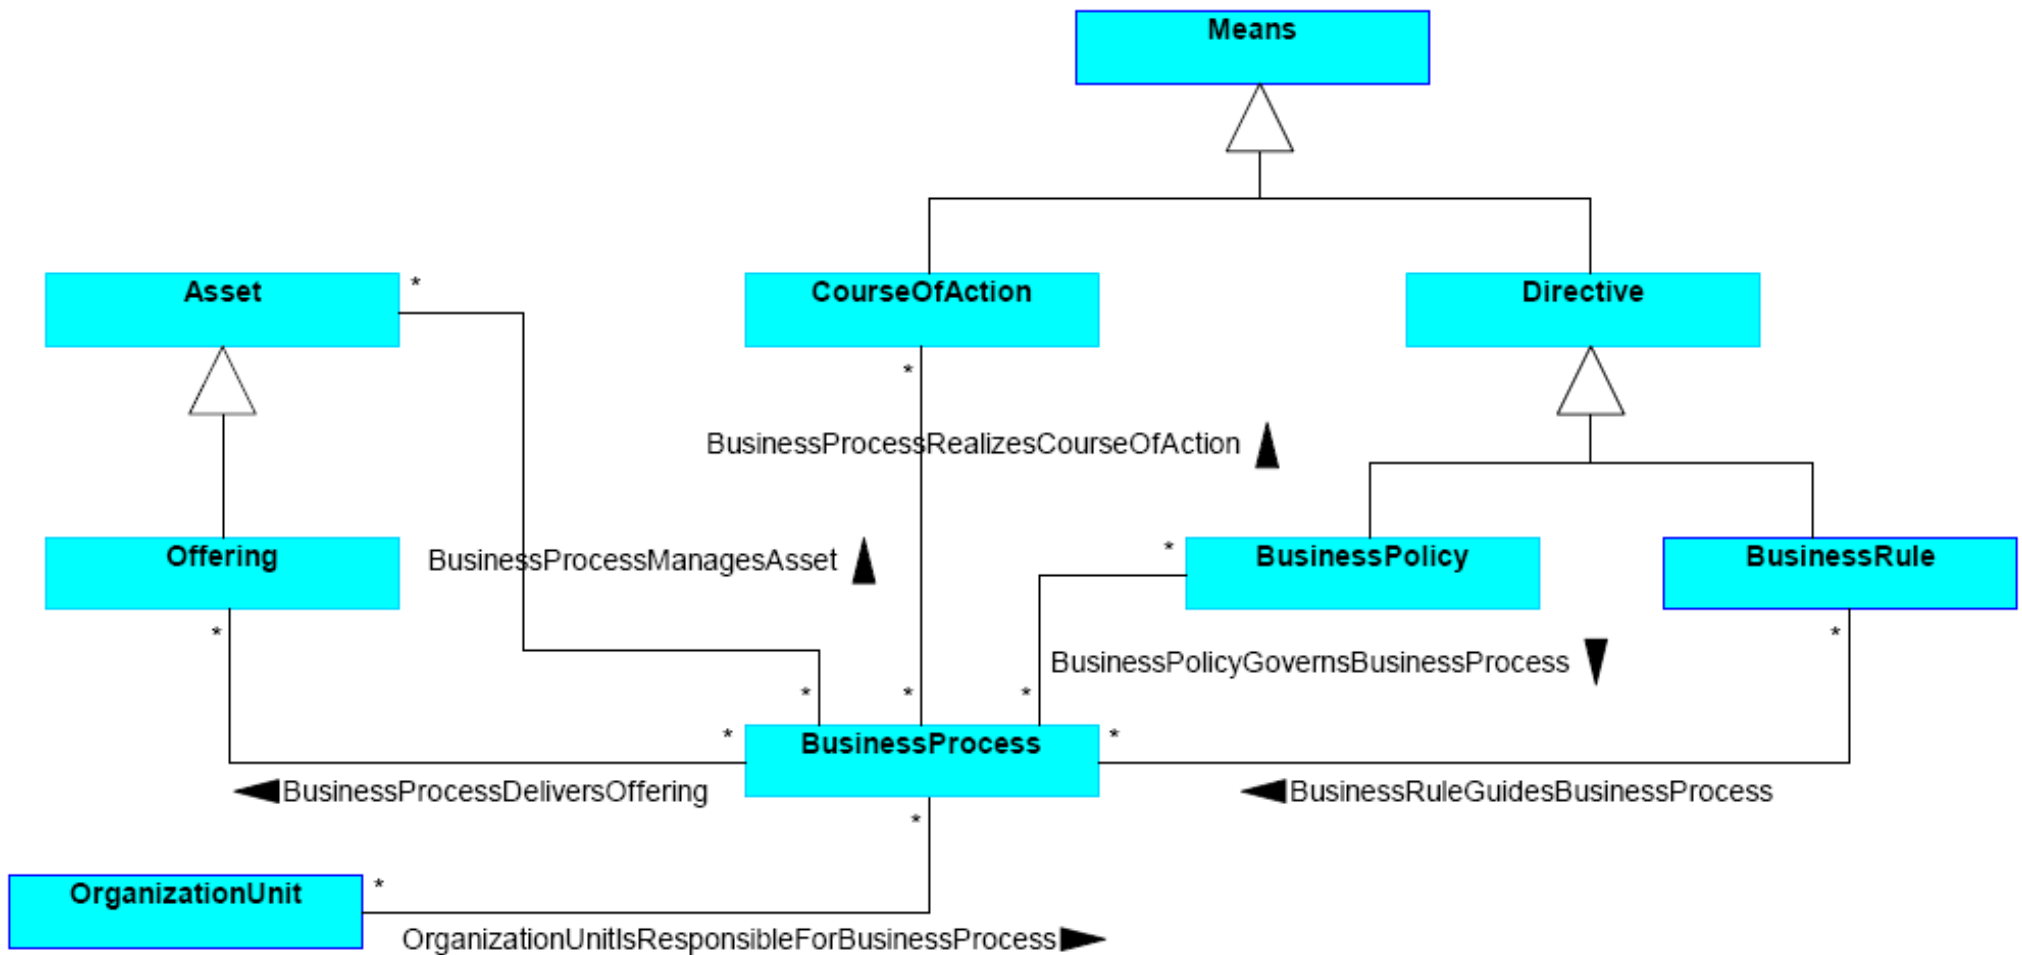 Means
Asset
*
CourseOfAction
Directive
*
BusinessProcessRealizesCourseOfAction
Offering
BusinessProcessManagesAsset
*
BusinessPolicy
BusinessRule
*
*
BusinessPolicyGovernsBusinessProcess
*
*
*
*
BusinessProcess
*
BusinessProcessDeliversOffering
BusinessRuleGuidesBusinessProcess
*
OrganizationUnit
*
OrganizationUnitIsResponsibleForBusinessProcess